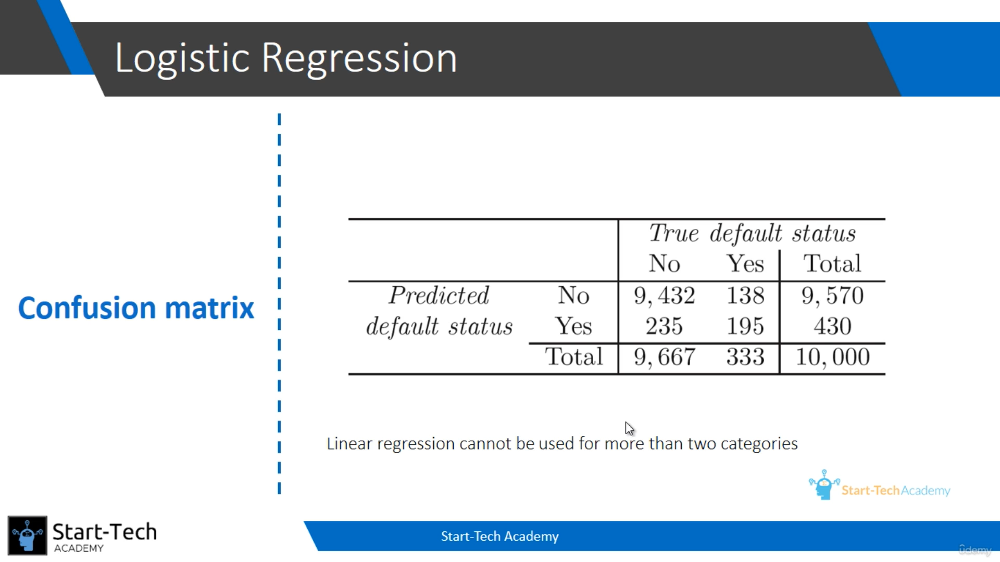 Logistic Regression
Confusion matrix
True default status
No Yes Total
Predicted No 9,432 138 9,570
default status Yes 235 195 430
Total 9,667 333 10,000
Linear regression cannot be used for more than two categories
Start-Tech Academy
Start-Tech
ACADEMY
Start-Tech Academy
udemy